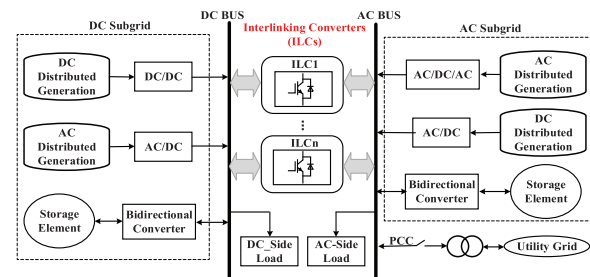 DC Subgrid
DC BUS
Interlinking Converters
(ILCs)
AC BUS
AC Subgrid
DC
Distributed
Generation
DC/DC
ILC1
AC/DC/AC
AC
Distributed
Generation
AC
Distributed
Generation
AC/DC
...
ILCn
AC/DC
DC
Distributed
Generation
Storage
Element
Bidirectional
Converter
Bidirectional
Converter
Storage
Element
DC_Side
Load
AC-Side
Load
PCC
Utility Grid